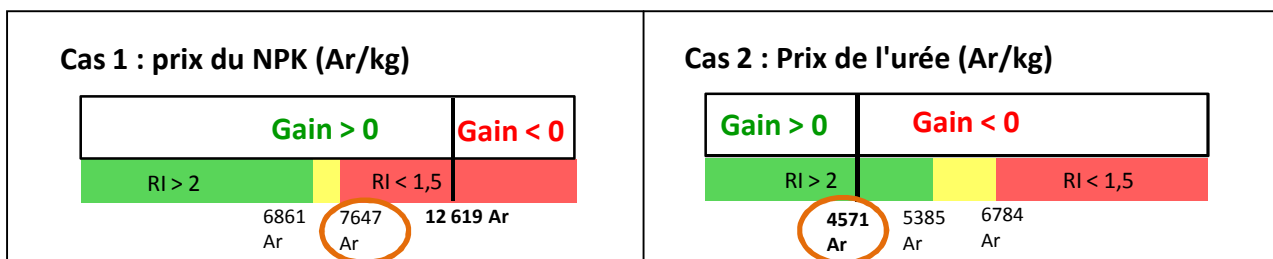 Cas 1 : prix du NPK (Ar/kg)
Gain > 0
Gain < 0
RI > 2
RI < 1,5
6861 Ar
7647 Ar
12 619 Ar
Cas 2 : Prix de l'urée (Ar/kg)
Gain > 0
Gain < 0
RI > 2
RI < 1,5
4571 Ar
5385 Ar
6784 Ar